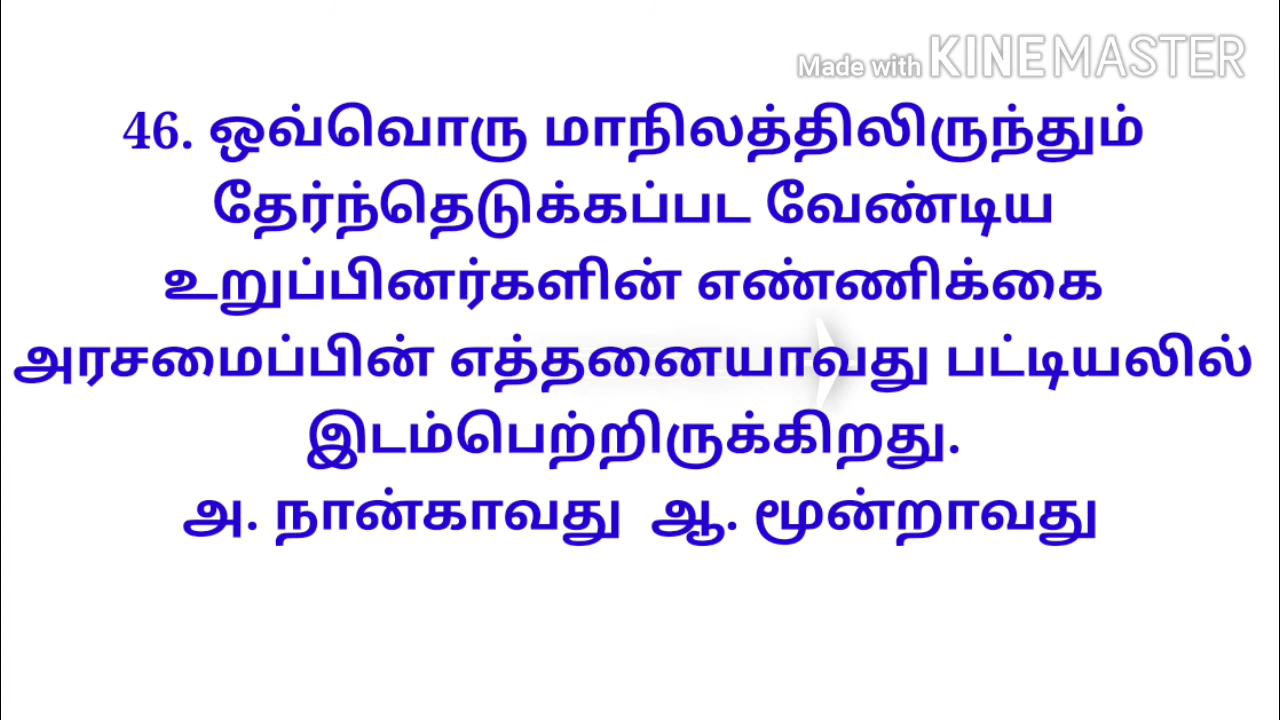 Made with KINEMASTER
46. ஒவ்வொரு மாநிலத்திலிருந்தும்
தேர்ந்தெடுக்கப்பட வேண்டிய
உறுப்பினர்களின் எண்ணிக்கை
அரசமைப்பின் எத்தனையாவது பட்டியலில்
இடம்பெற்றிருக்கிறது.
அ. நான்காவது ஆ. மூன்றாவது